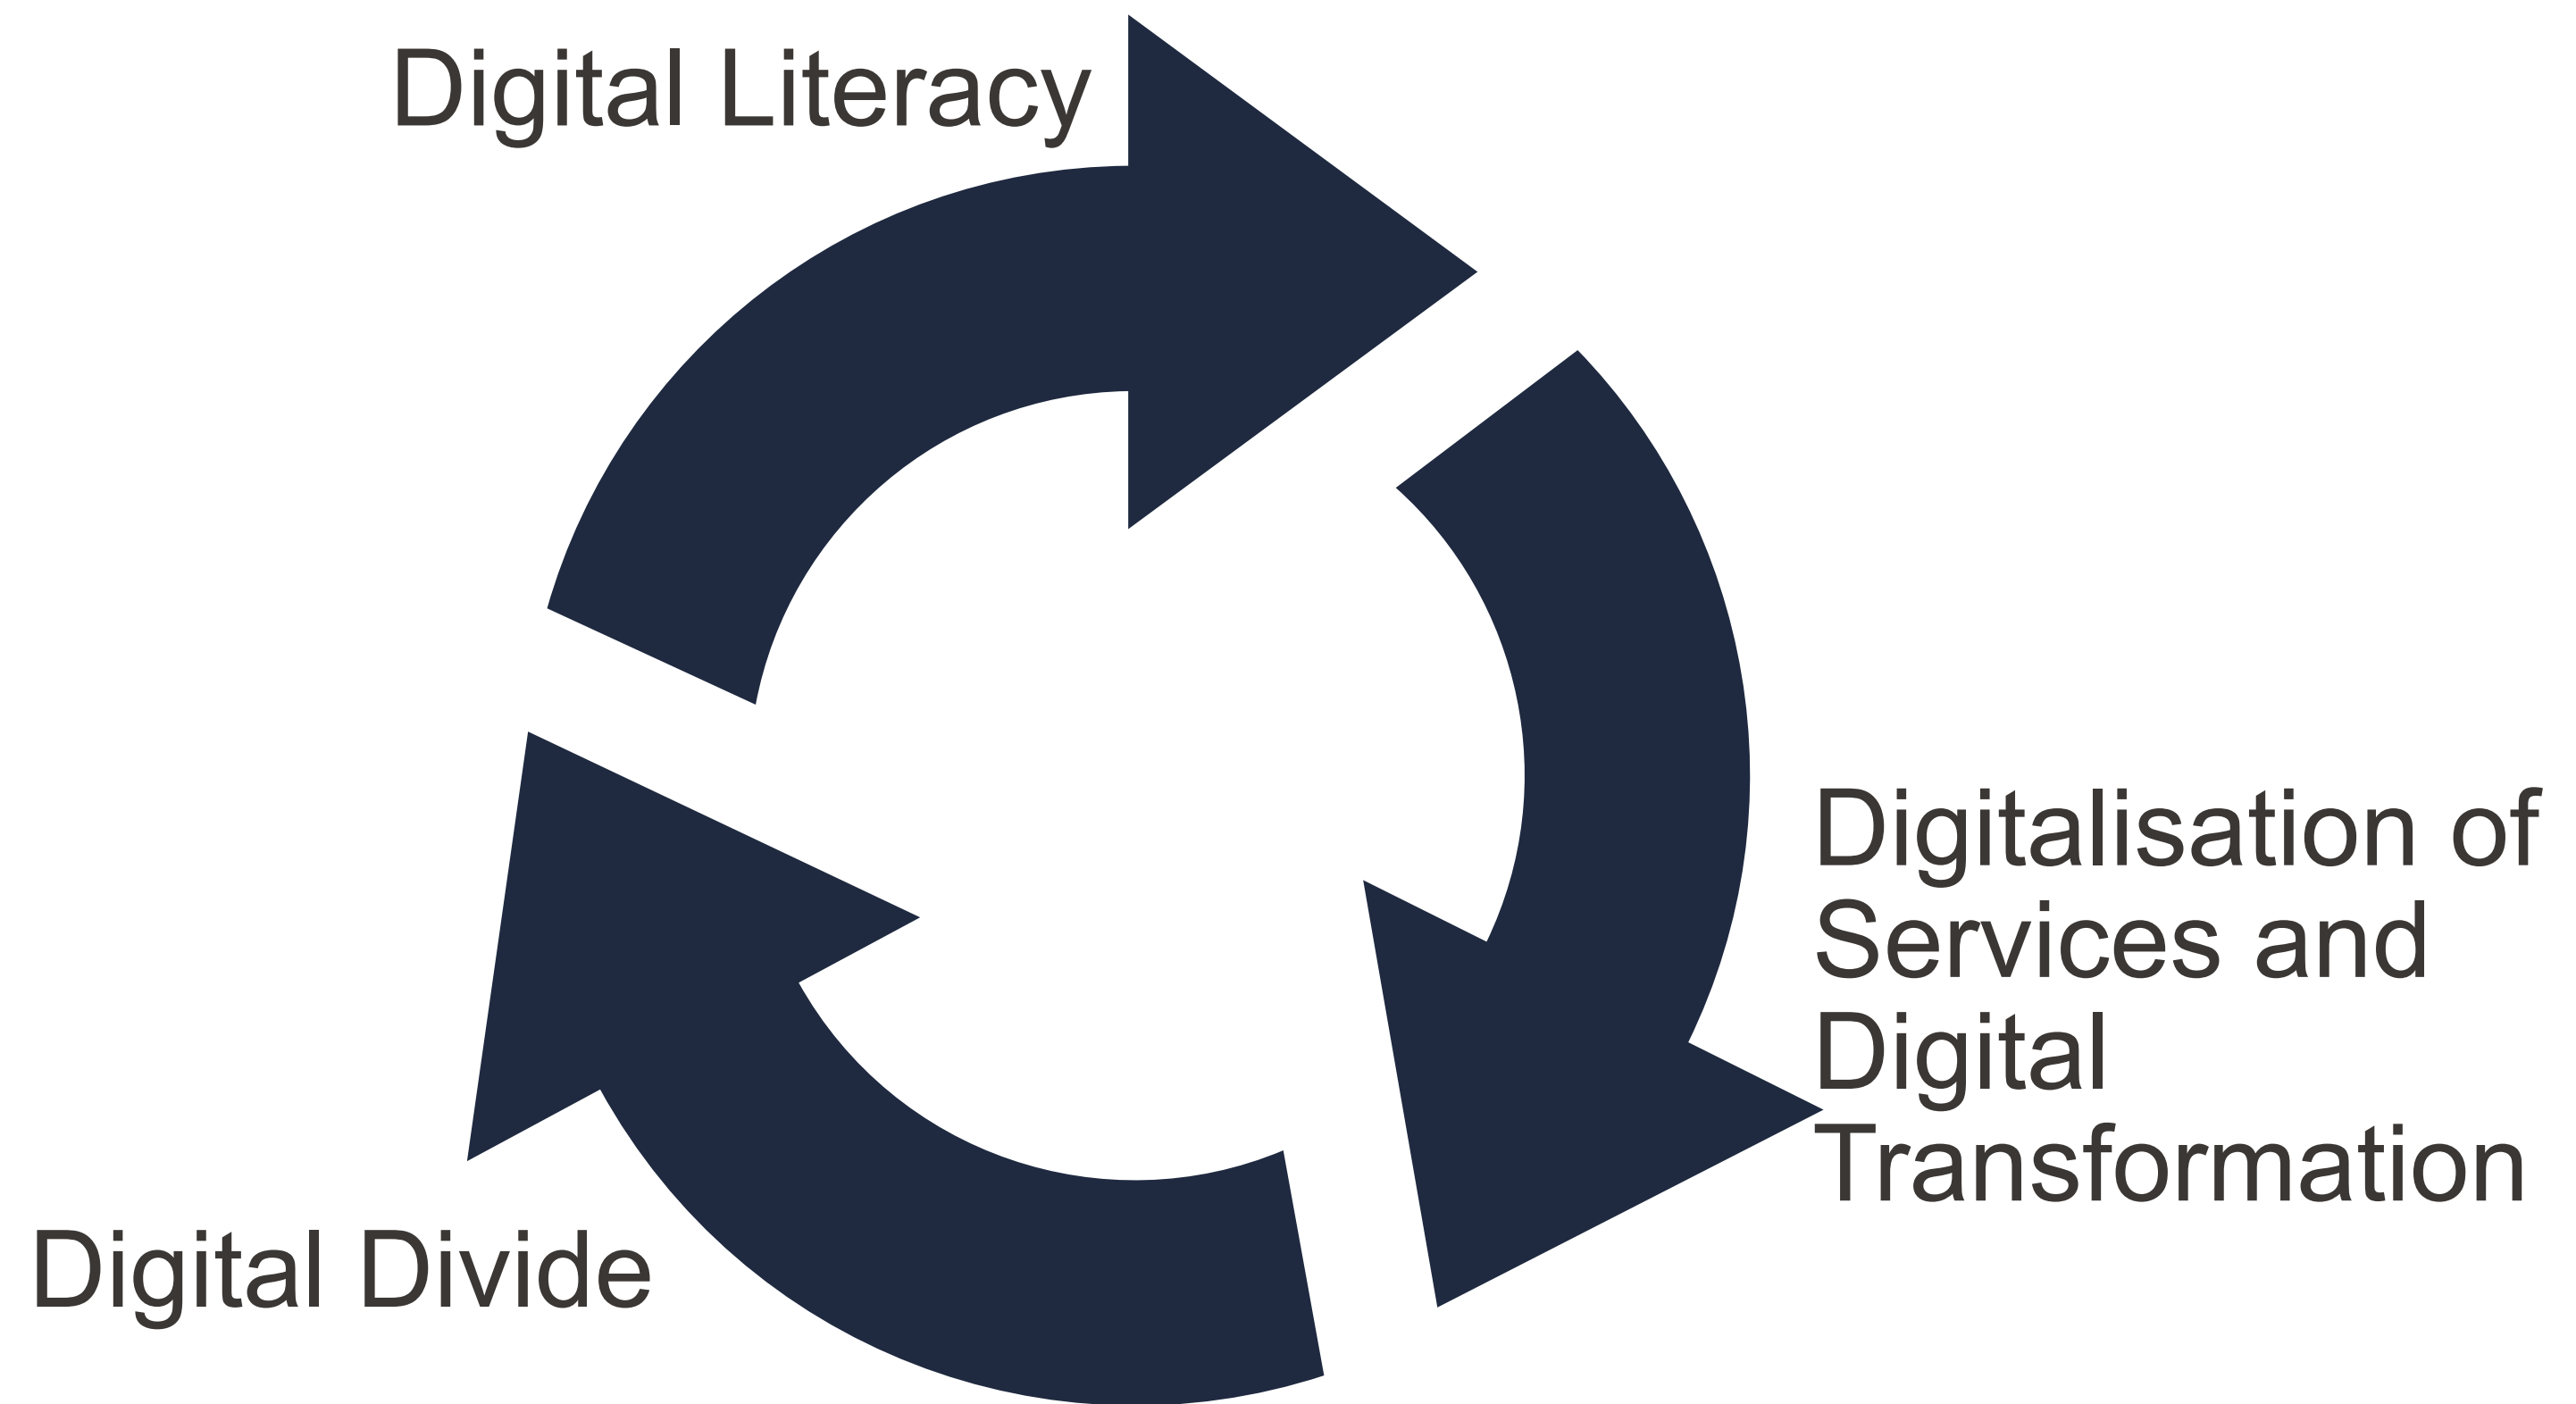 Digital Literacy
Digitalisation of
Services and
Digital
Transformation
Digital Divide